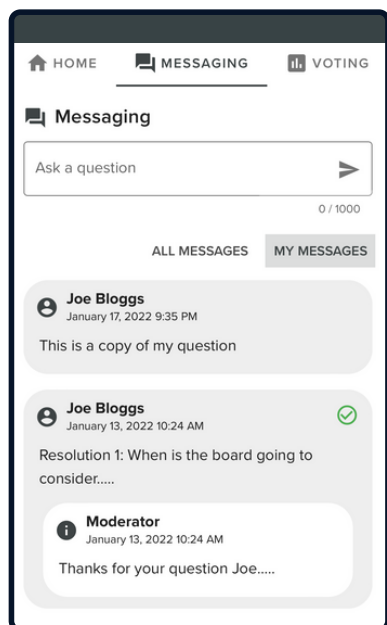 HOME MESSAGING VOTING
Messaging
Ask a question
0 / 1000
ALL MESSAGES MY MESSAGES
Joe Bloggs
January 17, 2022 9:35 PM
This is a copy of my question
Joe Bloggs
January 13, 2022 10:24 AM
Resolution 1: When is the board going to
consider.....
Moderator
January 13, 2022 10:24 AM
Thanks for your question Joe.....